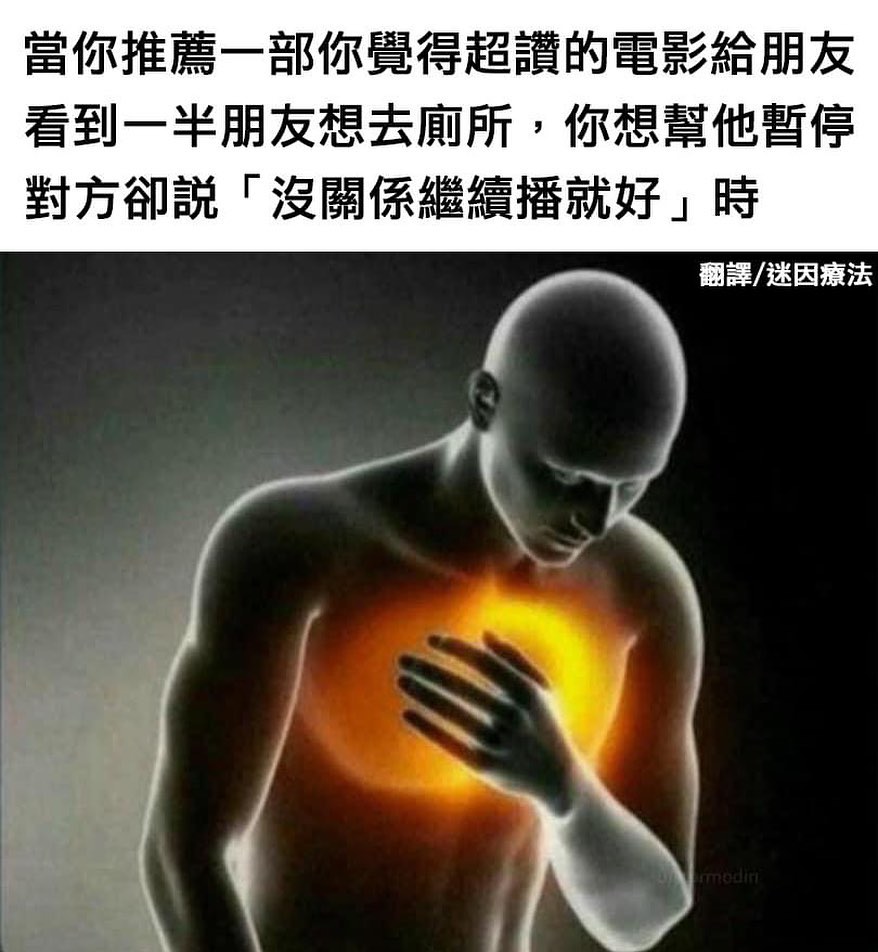 當你推薦一部你覺得超讚的電影給朋友
看到一半朋友想去廁所，你想幫他暫停
對方卻説「沒關係繼續播就好」時
翻譯/迷因療法